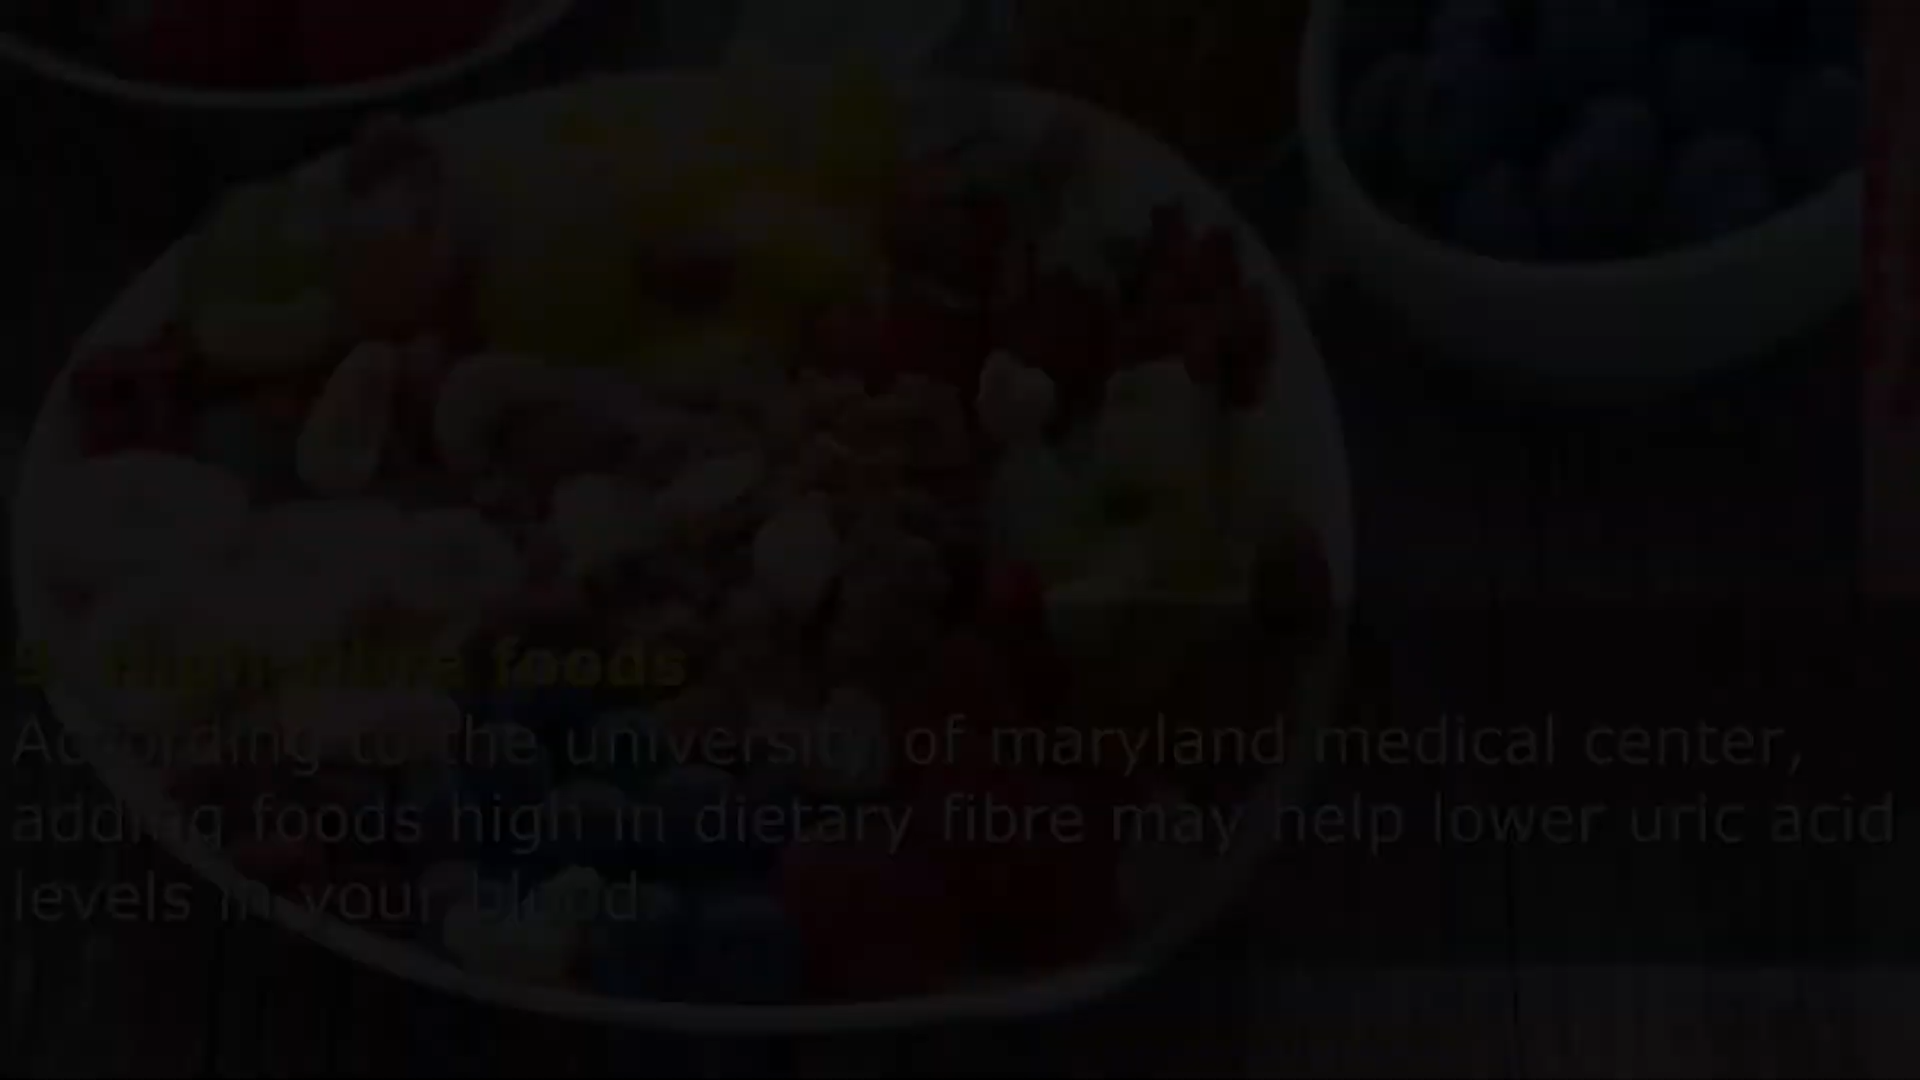 9. High-fibre foods
According to the university of maryland medical center,
adding foods high in dietary fibre may help lower uric acid
levels in your blood